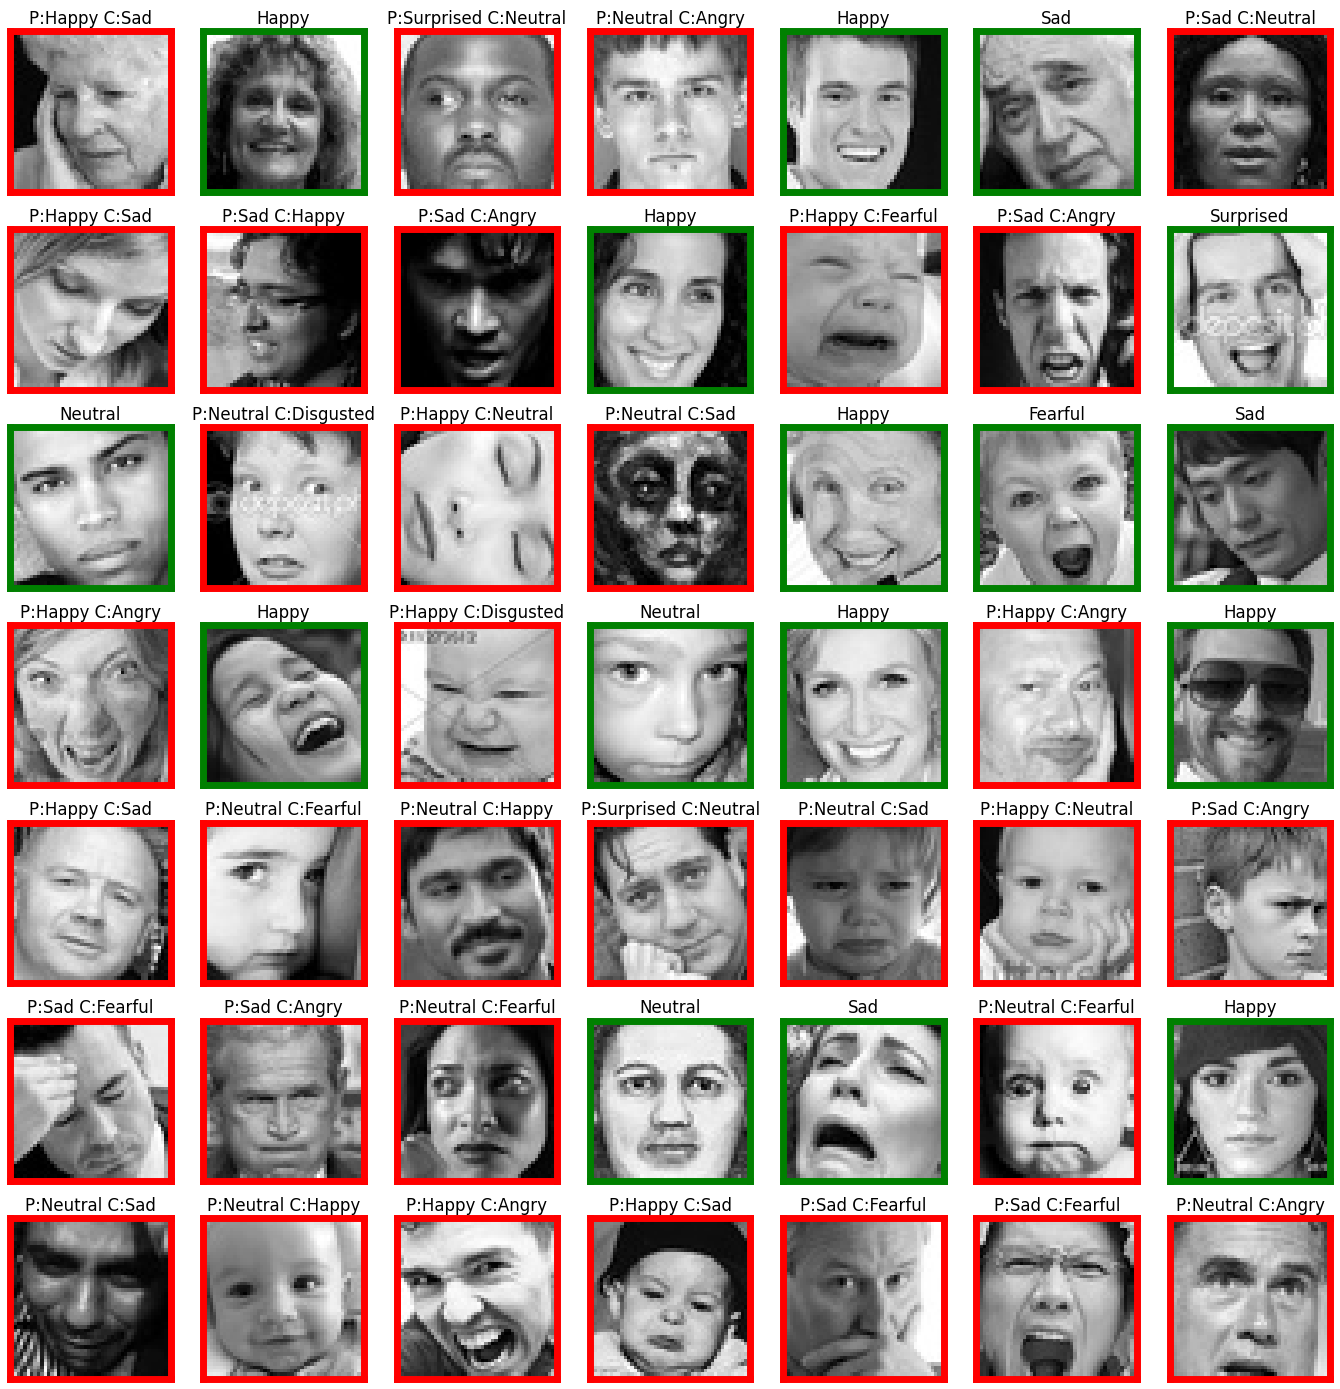 P:Happy C:Sad Happy P:Surprised C:Neutral P:Neutral C:Angry Happy Sad P:Sad C:Neutral
P:Happy C:Sad P:Sad C:Happy P:Sad C:Angry Happy P:Happy C:Fearful P:Sad C:Angry Surprised
Neutral P:Neutral C:Disgusted P:Happy C:Neutral P:Neutral C:Sad Happy Fearful Sad
P:Happy C:Angry Happy P:Happy C:Disgusted Neutral Happy P:Happy C:Angry Happy
P:Happy C:Sad P:Neutral C:Fearful P:Neutral C:Happy P:Surprised C:Neutral P:Neutral C:Sad P:Happy C:Neutral P:Sad C:Angry
P:Sad C:Fearful P:Sad C:Angry P:Neutral C:Fearful Neutral Sad P:Neutral C:Fearful Happy
P:Neutral C:Sad P:Neutral C:Happy P:Happy C:Angry P:Happy C:Sad P:Sad C:Fearful P:Sad C:Fearful P:Neutral C:Angry